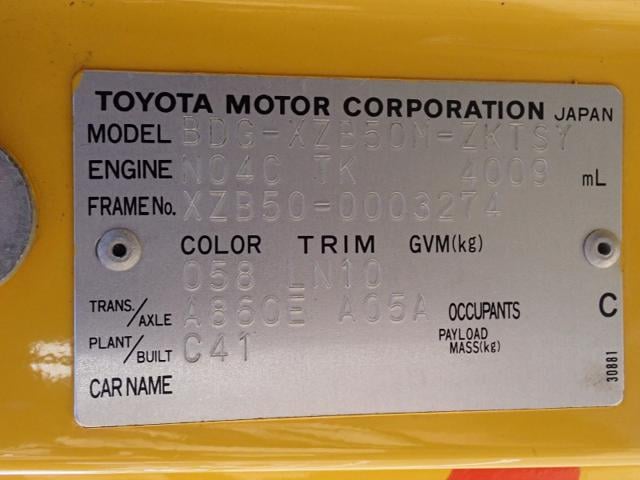 TOYOTA MOTOR CORPORATION JAPAN
MODEL BDG-XZB50M-ZKTSY
ENGINE N04C TK 4009 mL
FRAME No. XZB50-0003274
COLOR TRIM GVM(kg)
058 LN10
TRANS./AXLE A860E A05A OCCUPANTS C
PLANT/BUILT C41 PAYLOAD MASS(kg)
CAR NAME
30881